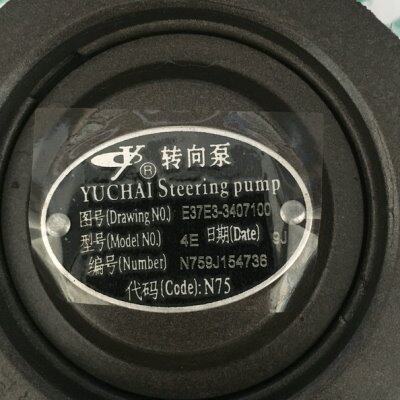 ® 转向泵
YUCHAI Steering pump
图号(Drawing NO.) E37E3-3407100
型号(Model NO.) 4E 日期(Date) 9J
编号(Number) N759J154736
代码(Code): N75